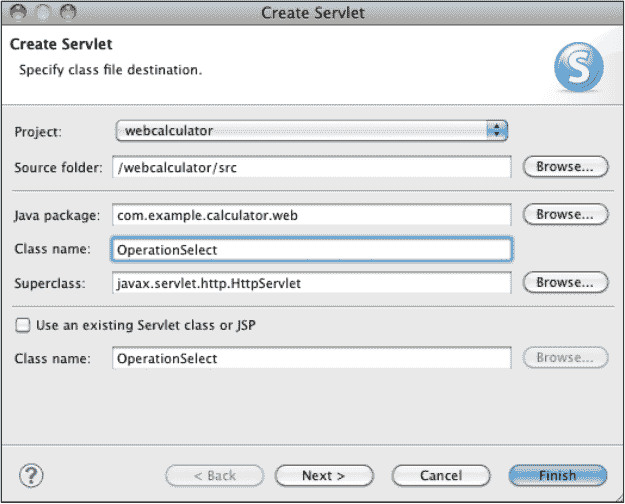 Create Servlet
Create Servlet
Specify class file destination.
S
Project: webcalculator
Source folder: /webcalculator/src Browse...
Java package: com.example.calculator.web Browse...
Class name: OperationSelect
Superclass: javax.servlet.http.HttpServlet Browse...
Use an existing Servlet class or JSP
Class name: OperationSelect Browse...
? < Back Next > Cancel Finish